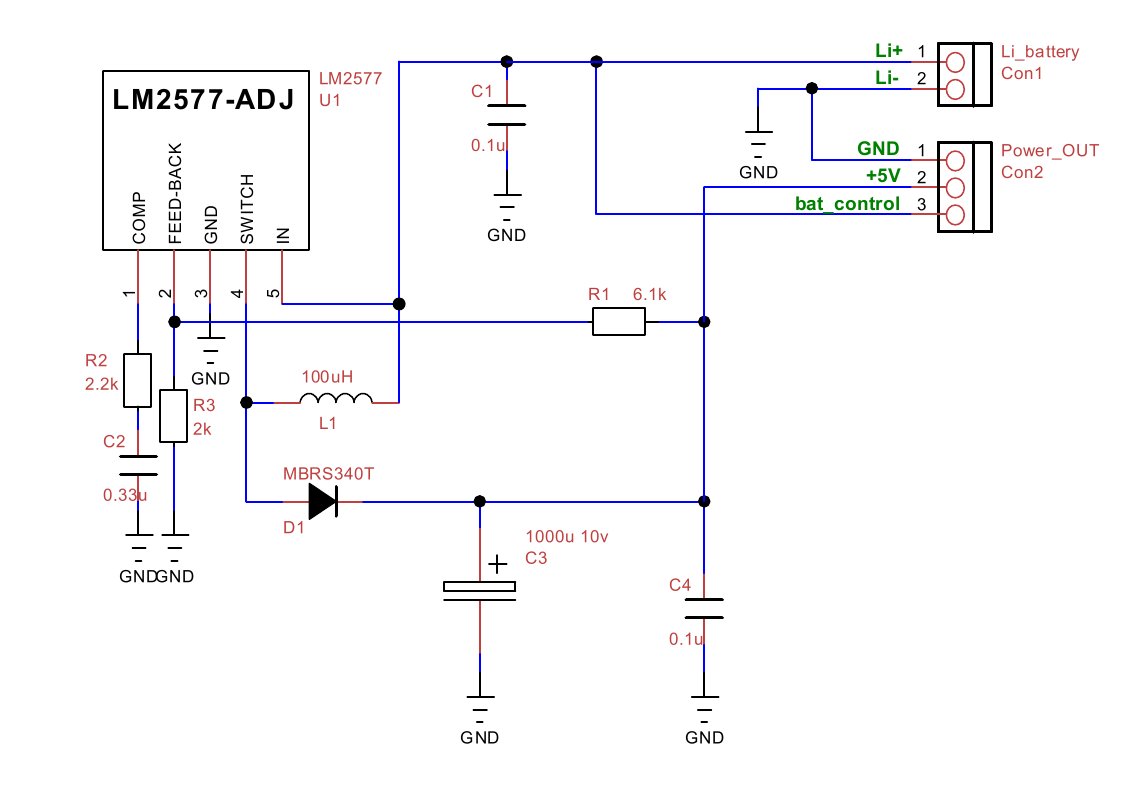 LM2577-ADJ
LM2577
U1
COMP
FEED-BACK
GND
SWITCH
IN
1
2
3
4
5
C1
0.1u
GND
Li+
1
Li-
2
Li_battery
Con1
GND
GND
1
+5V
2
bat_control
3
Power_OUT
Con2
R1 6.1k
GND
R2
2.2k
R3
2k
100uH
L1
C2
0.33u
GND
GND
MBRS340T
D1
1000u 10v
C3
+
GND
C4
0.1u
GND